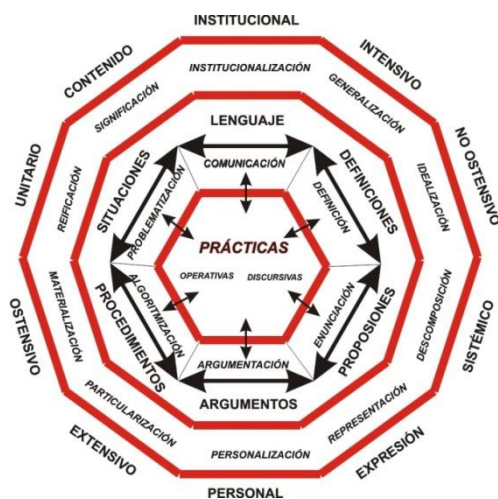 INSTITUCIONAL
CONTENIDO
INTENSIVO
INSTITUCIONALIZACIÓN
SIGNIFICACIÓN
GENERALIZACIÓN
LENGUAJE
UNITARIO
NO OSTENSIVO
REIFICACIÓN
SITUACIONES
COMUNICACIÓN
DEFINICIONES
IDEALIZACIÓN
PROBLEMATIZACIÓN
DEFINICIÓN
PRÁCTICAS
OPERATIVAS
DISCURSIVAS
OSTENSIVO
MATERIALIZACIÓN
PROCEDIMIENTOS
ALGORITMIZACIÓN
ENUNCIACIÓN
PROPOSIONES
DESCOMPOSICIÓN
SISTÉMICO
ARGUMENTACIÓN
ARGUMENTOS
PARTICULARIZACIÓN
REPRESENTACIÓN
PERSONALIZACIÓN
EXTENSIVO
EXPRESIÓN
PERSONAL